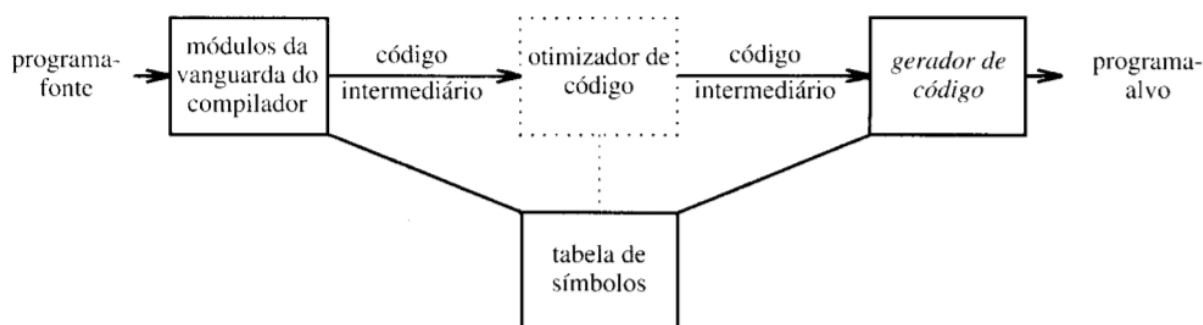 programa-
fonte
módulos da
vanguarda do
compilador
código
intermediário
otimizador de
código
código
intermediário
gerador de
código
programa-
alvo
tabela de
símbolos